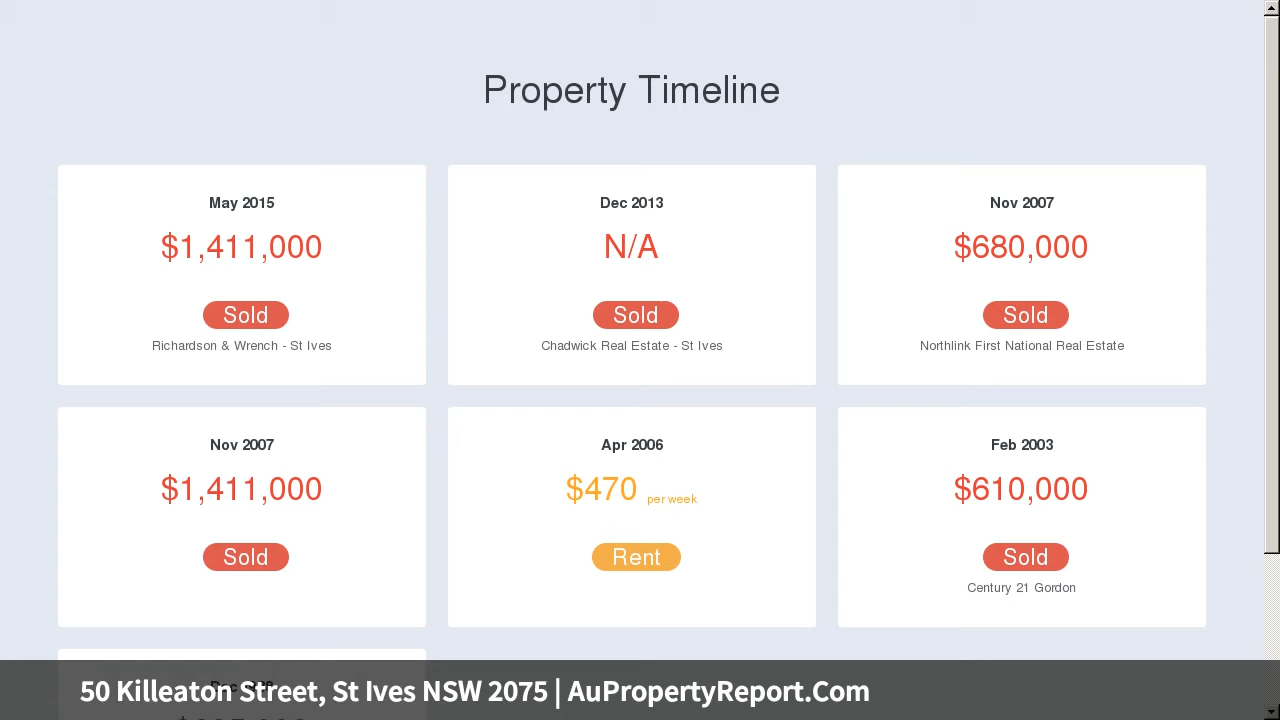 Property Timeline
May 2015
$1,411,000
Sold
Richardson & Wrench - St Ives
Dec 2013
N/A
Sold
Chadwick Real Estate - St Ives
Nov 2007
$680,000
Sold
Northlink First National Real Estate
Nov 2007
$1,411,000
Sold
Apr 2006
$470 per week
Rent
Feb 2003
$610,000
Sold
Century 21 Gordon
50 Killeaton Street, St Ives NSW 2075 | AuPropertyReport.Com